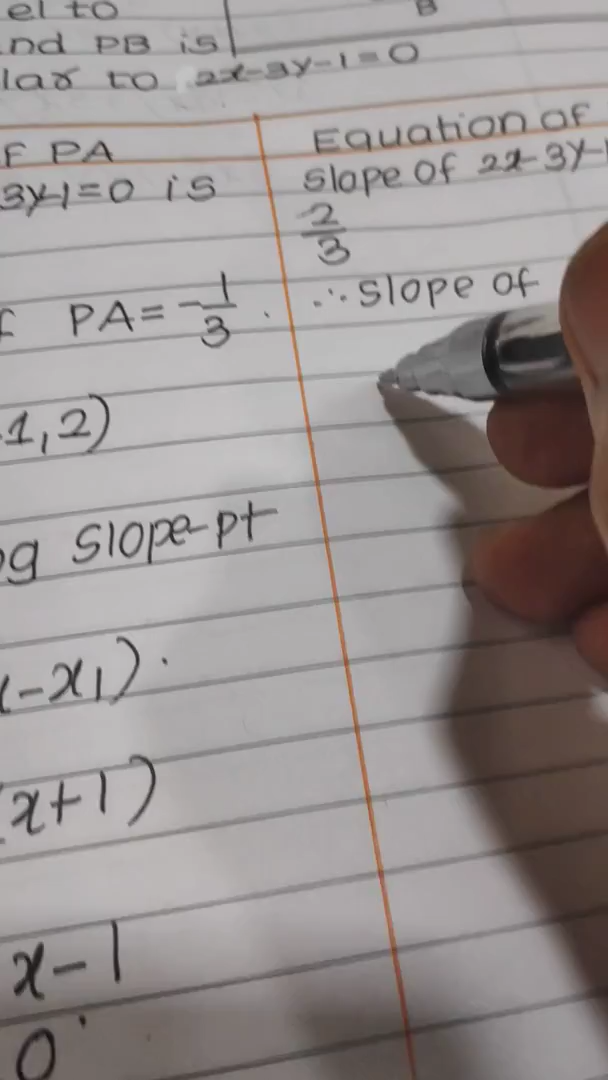 el to
B
nd PB is
lar to 2x-3y-1=0
F PA
3y-1=0 is
PA = -1/3 .
1,2)
og slope-pt
-x1) .
x+1)
x-1
0
Equation of
slope of 2x-3y-
2/3
∴ slope of